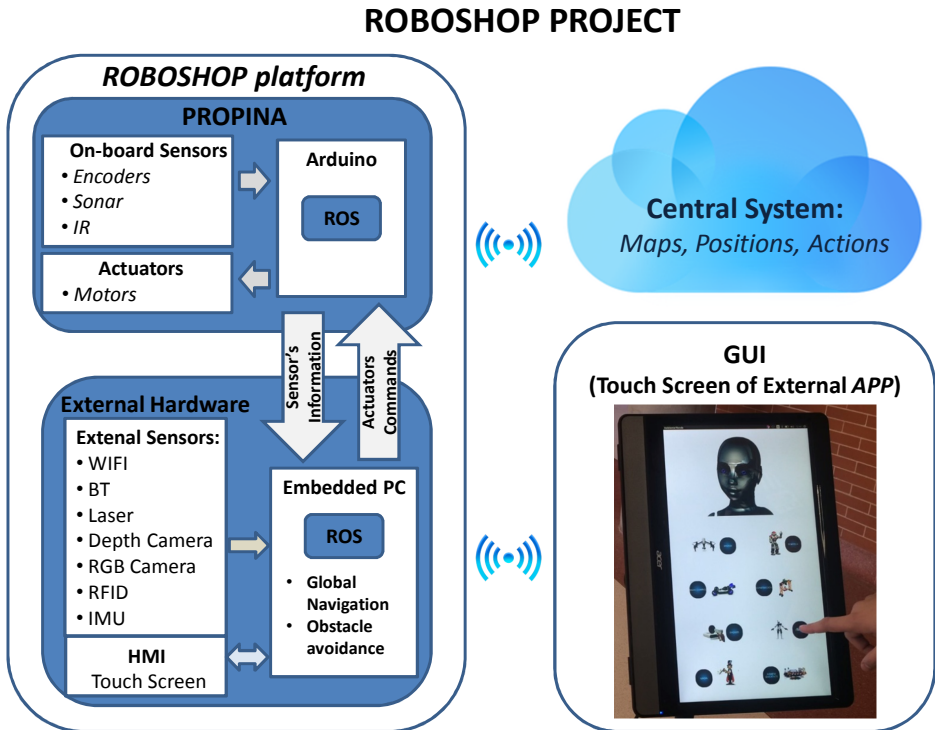 ROBOSHOP PROJECT
ROBOSHOP platform
PROPINA
On-board Sensors
• Encoders
• Sonar
• IR
Arduino
ROS
Actuators
• Motors
Sensor's
Information
Actuators
Commands
External Hardware
Extenal Sensors:
• WIFI
• BT
• Laser
• Depth Camera
• RGB Camera
• RFID
• IMU
HMI
Touch Screen
Embedded PC
ROS
• Global
Navigation
• Obstacle
avoidance
Central System:
Maps, Positions, Actions
GUI
(Touch Screen of External APP)
acer